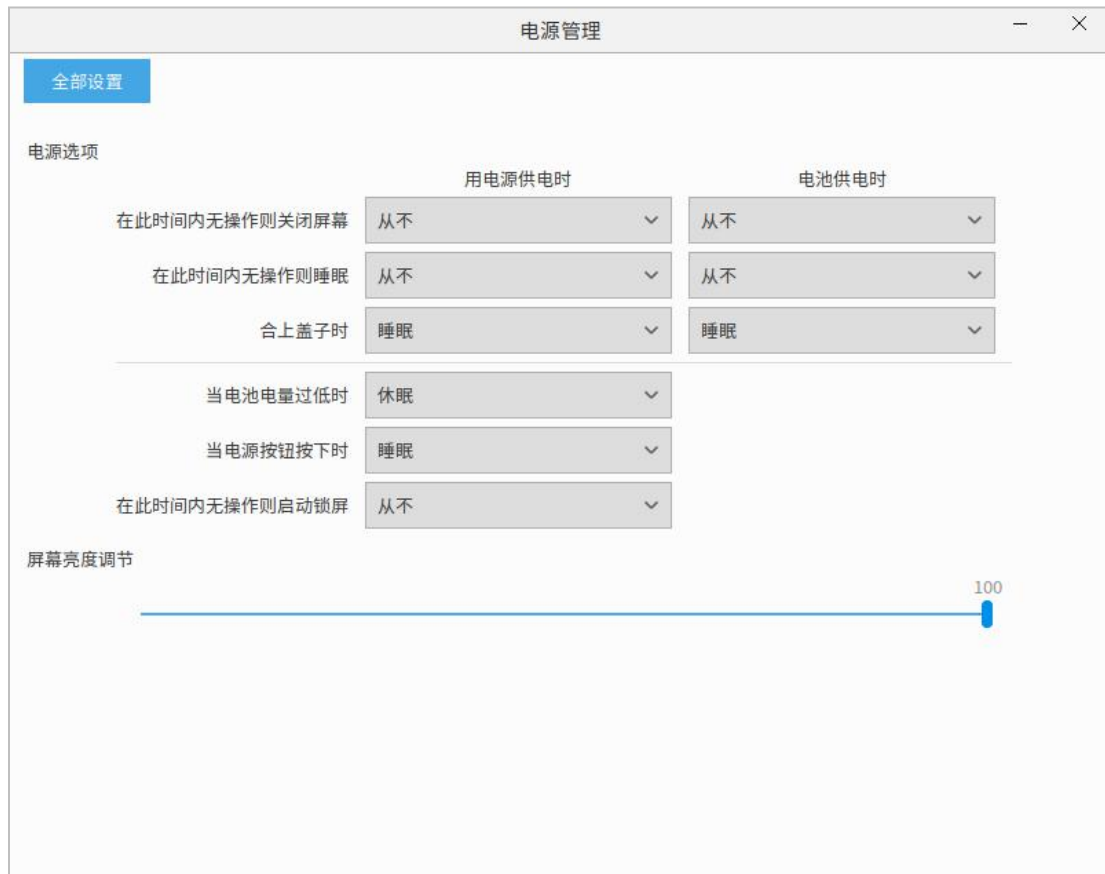 电源管理
全部设置
电源选项
用电源供电时 电池供电时
在此时间内无操作则关闭屏幕 从不 从不
在此时间内无操作则睡眠 从不 从不
合上盖子时 睡眠 睡眠
当电池电量过低时 休眠
当电源按钮按下时 睡眠
在此时间内无操作则启动锁屏 从不
屏幕亮度调节
100